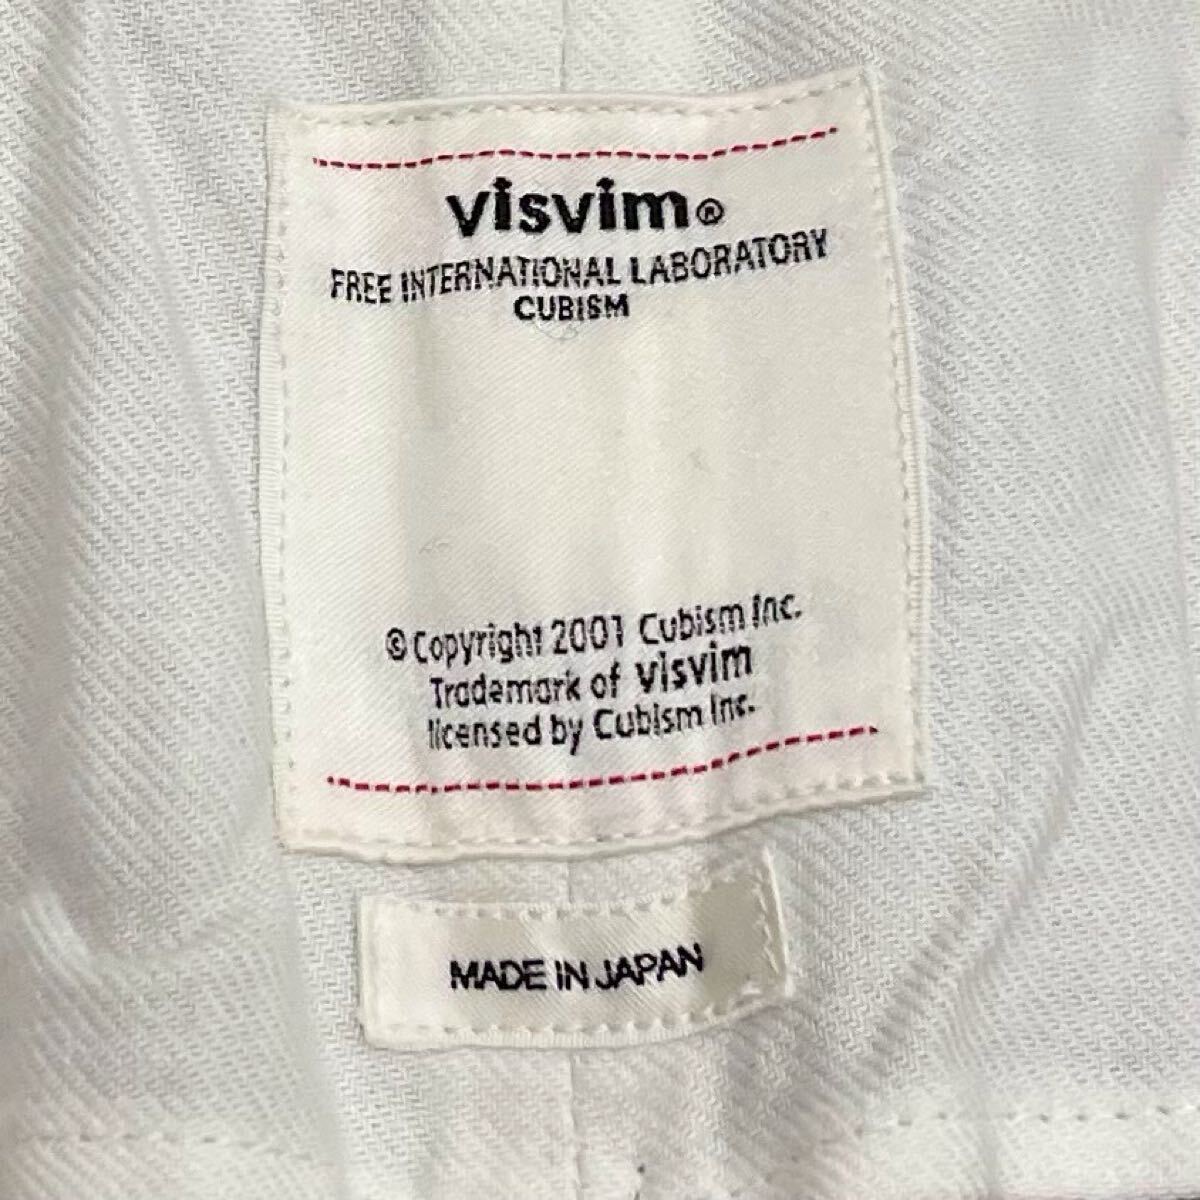 visvim®
FREE INTERNATIONAL LABORATORY
CUBISM
© Copyright 2001 Cubism Inc.
Trademark of visvim
licensed by Cubism Inc.
MADE IN JAPAN